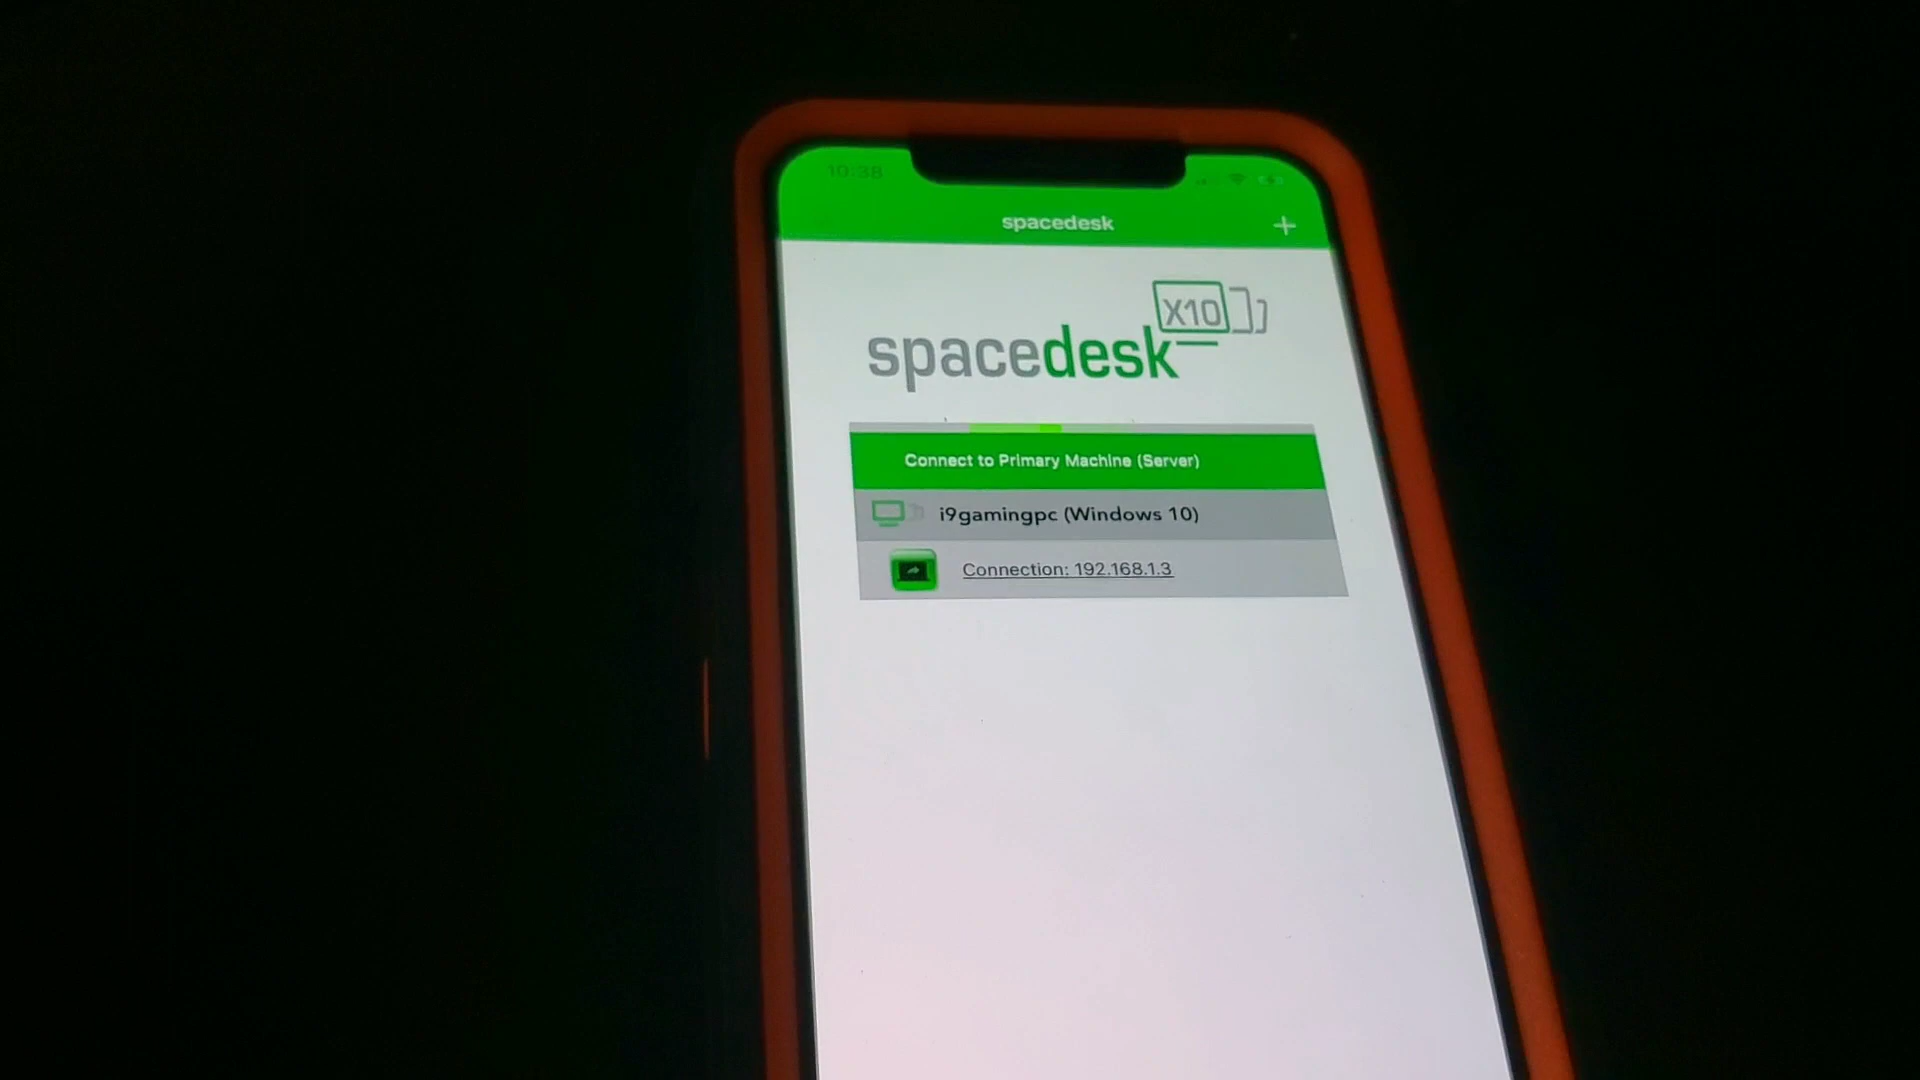 10:38
spacedesk
+
X10
spacedesk
Connect to Primary Machine (Server)
i9gamingpc (Windows 10)
Connection: 192.168.1.3